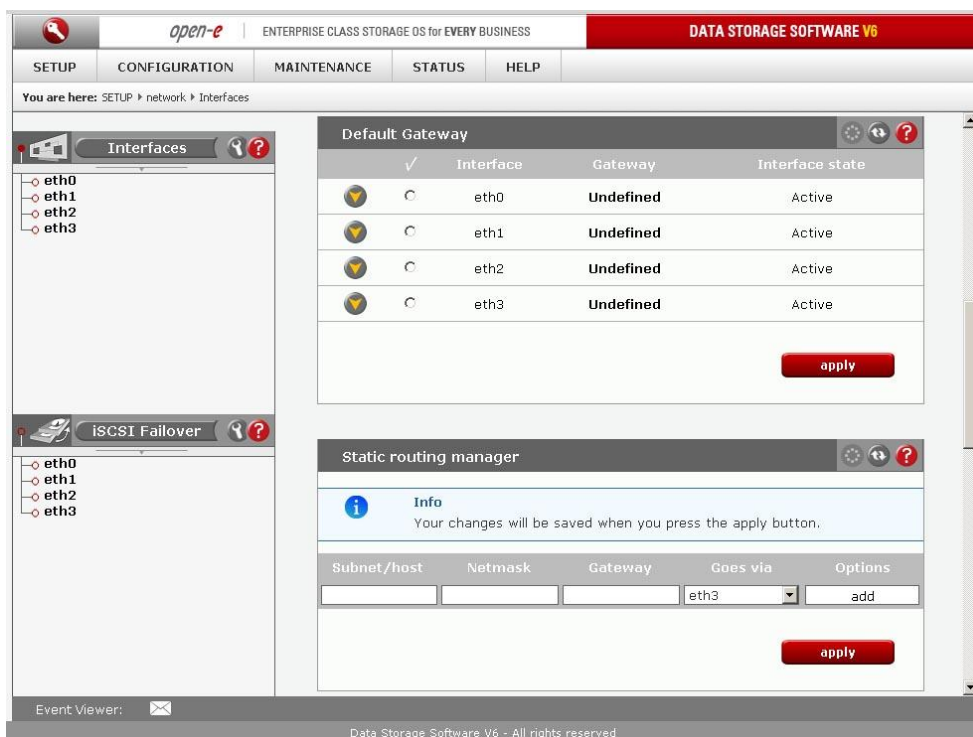 open-e ENTERPRISE CLASS STORAGE OS for EVERY BUSINESS DATA STORAGE SOFTWARE V6
SETUP CONFIGURATION MAINTENANCE STATUS HELP
You are here: SETUP network Interfaces
Interfaces ?
eth0
eth1
eth2
eth3
iSCSI Failover ?
eth0
eth1
eth2
eth3
Default Gateway ?
✓ Interface Gateway Interface state
eth0 Undefined Active
eth1 Undefined Active
eth2 Undefined Active
eth3 Undefined Active
apply
Static routing manager ?
i Info
Your changes will be saved when you press the apply button.
Subnet/host Netmask Gateway Goes via Options
eth3 add
apply
Event Viewer:
Data Storage Software V6 - All rights reserved